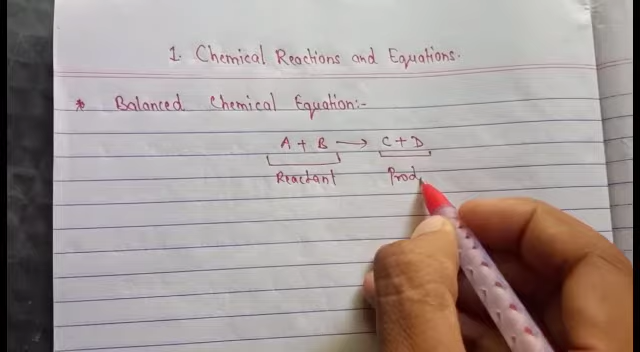 1. Chemical Reactions and Equations.
* Balanced Chemical Equation:-
A + B → C + D
Reactant Prod